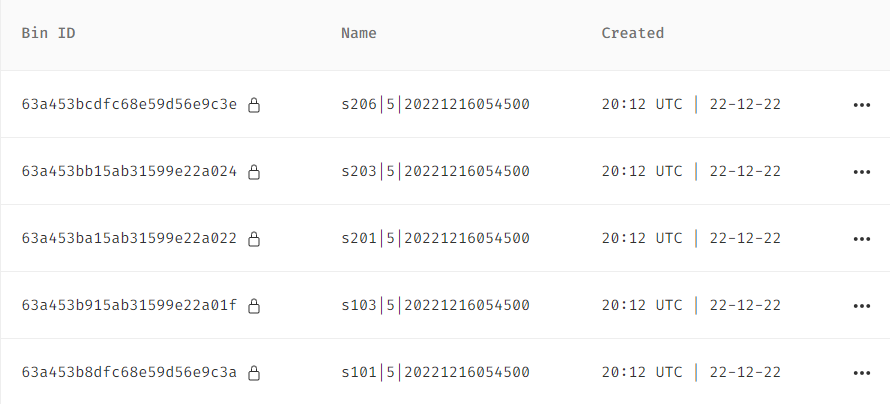 Bin ID Name Created
63a453bcdfc68e59d56e9c3e s206|5|20221216054500 20:12 UTC | 22-12-22 •••
63a453bb15ab31599e22a024 s203|5|20221216054500 20:12 UTC | 22-12-22 •••
63a453ba15ab31599e22a022 s201|5|20221216054500 20:12 UTC | 22-12-22 •••
63a453b915ab31599e22a01f s103|5|20221216054500 20:12 UTC | 22-12-22 •••
63a453b8dfc68e59d56e9c3a s101|5|20221216054500 20:12 UTC | 22-12-22 •••